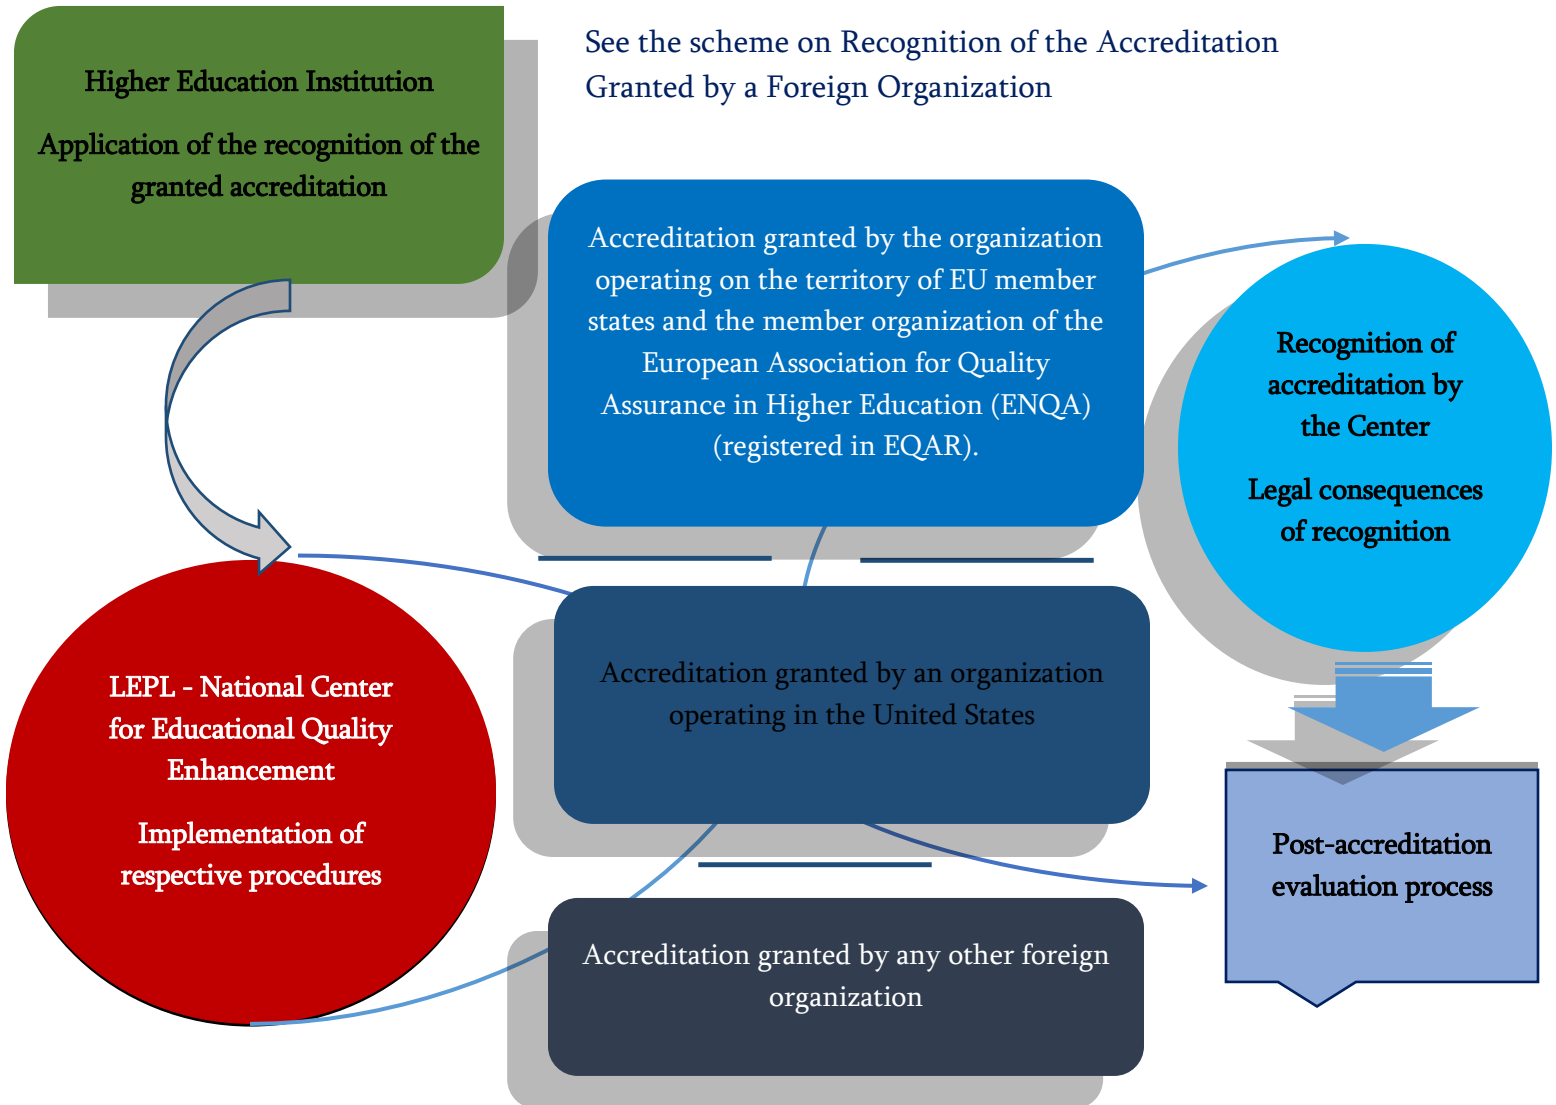 See the scheme on Recognition of the Accreditation
Granted by a Foreign Organization
Higher Education Institution
Application of the recognition of the
granted accreditation
Accreditation granted by the organization
operating on the territory of EU member
states and the member organization of the
European Association for Quality
Assurance in Higher Education (ENQA)
(registered in EQAR).
Recognition of
accreditation by
the Center
Legal consequences
of recognition
LEPL - National Center
for Educational Quality
Enhancement
Implementation of
respective procedures
Accreditation granted by an organization
operating in the United States
Post-accreditation
evaluation process
Accreditation granted by any other foreign
organization